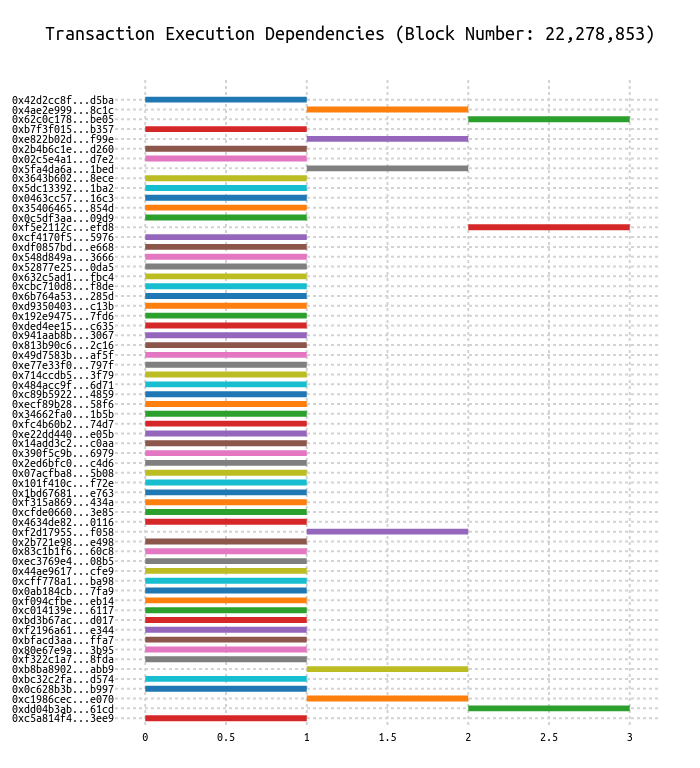 Transaction Execution Dependencies (Block Number: 22,278,853)
0x42d2cc8f...d5ba
0x4ae2e999...8c1c
0x62c0c178...be05
0xb7f3f015...b357
0xe822b02d...f99e
0x2b4b6c1e...d260
0x02c5e4a1...d7e2
0x5fa4da6a...1bed
0x3643b602...8ece
0x5dc13392...1ba2
0x0463cc57...16c3
0x35406465...854d
0x0c5df3aa...09d9
0xf5e2112c...efd8
0xcf4170f5...5976
0xdf0857bd...e668
0x548d849a...3666
0x52877e25...0da5
0x632c5ad1...fbc4
0xcbc710d8...f8de
0x6b764a53...285d
0xd9350403...c13b
0x192e9475...7fd6
0xded4ee15...c635
0x941aab8b...3067
0x813b90c6...2c16
0x49d7583b...af5f
0xe77e33f0...797f
0x714ccdb5...3f79
0x484acc9f...6d71
0xc89b5922...4859
0xecf89b28...58f6
0x34662fa0...1b5b
0xfc4b60b2...74d7
0xe22dd440...e05b
0x14add3c2...c0aa
0x390f5c9b...6979
0x2ed6bfc0...c4d6
0x07acfba8...5b08
0x101f410c...f72e
0x1bd67681...e763
0xf315a869...434a
0xcfde0660...3e85
0x4634de82...0116
0xf2d17955...f058
0x2b721e98...e498
0x83c1b1f6...60c8
0xec3769e4...08b5
0x44ae9617...cfe9
0xcff778a1...ba98
0x0ab184cb...7fa9
0xf094cfbe...eb14
0xc014139e...6117
0xbd3b67ac...d017
0xf2196a61...e344
0xbfacd3aa...ffa7
0x80e67e9a...3b95
0xf322c1a7...8fda
0xb8ba8902...abb9
0xbc32c2fa...d574
0x0c628b3b...b997
0xc1986cec...e070
0xdd04b3ab...61cd
0xc5a814f4...3ee9
0 0.5 1 1.5 2 2.5 3